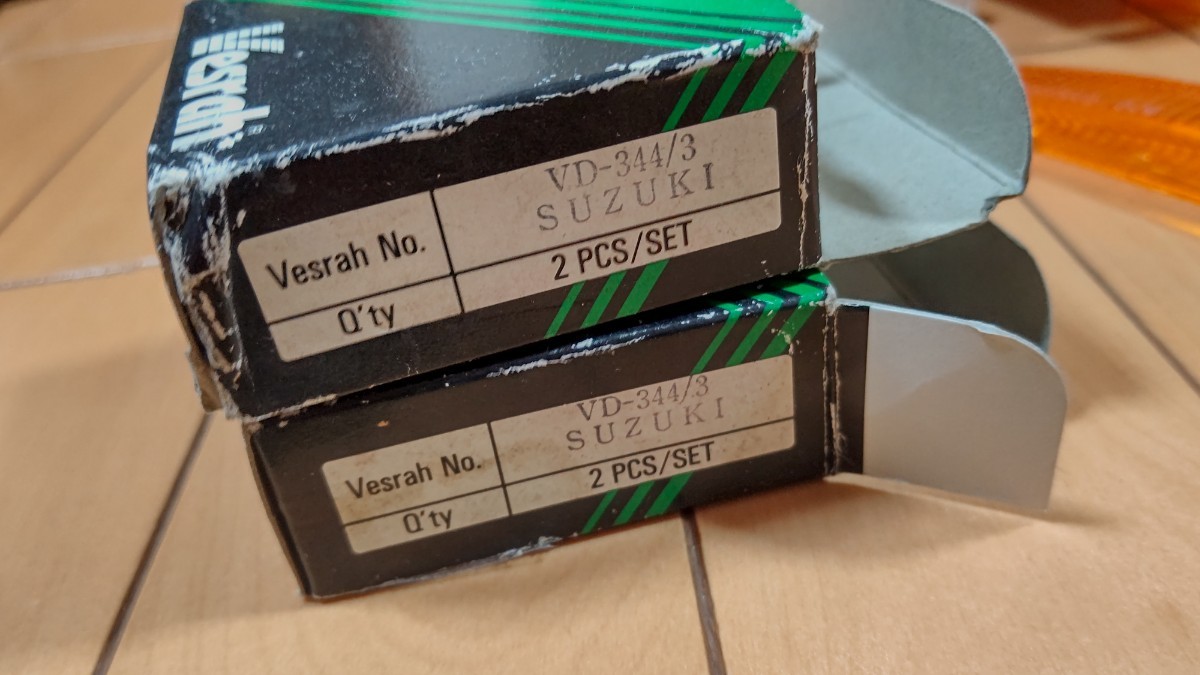 Vesrah®
Vesrah No.
VD-344/3
SUZUKI
Q'ty
2 PCS/SET
Vesrah No.
VD-344/3
SUZUKI
Q'ty
2 PCS/SET